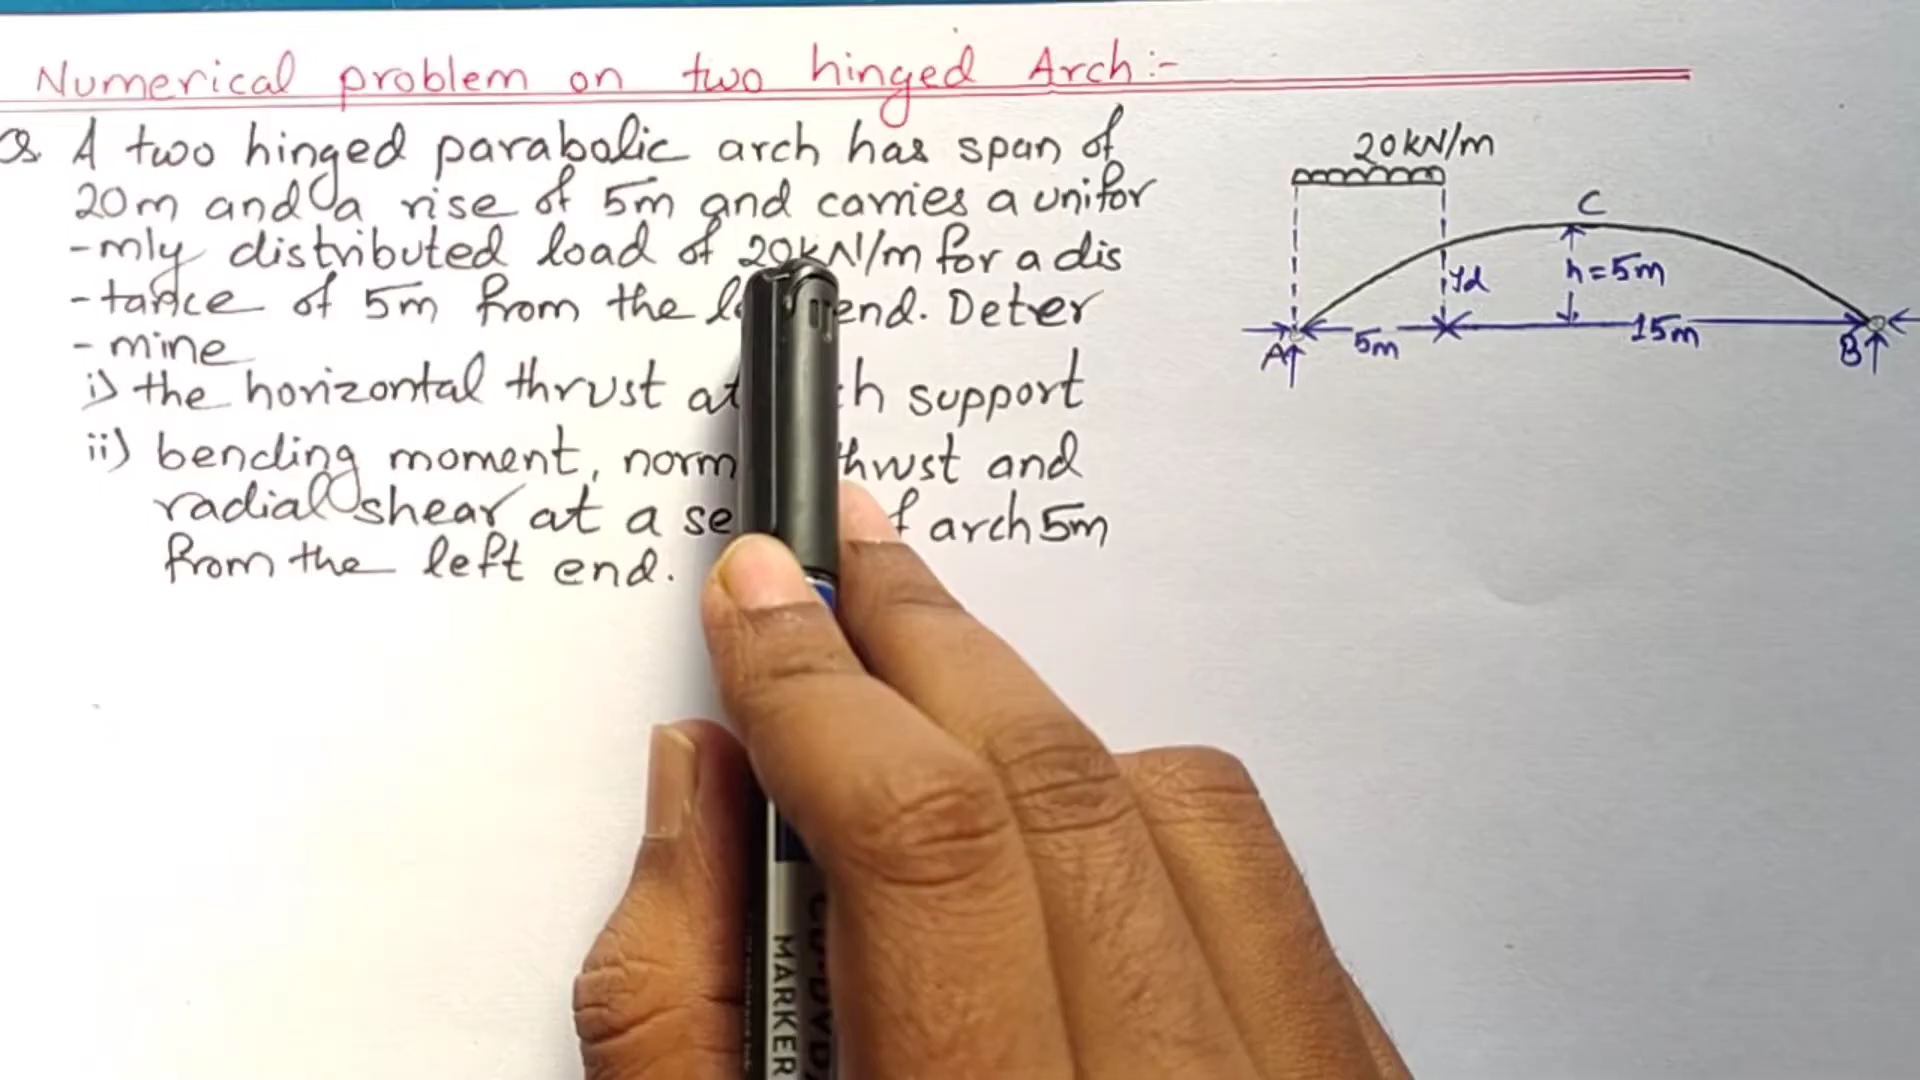 Numerical problem on two hinged Arch:-
Q. A two hinged parabolic arch has span of
20m and a rise of 5m and carries a unifor
-mly distributed load of 20kN/m for a dis
-tance of 5m from the end. Deter
-mine
i) the horizontal thrust at support
ii) bending moment, thrust and
radial shear at a arch 5m
from the left end.
20kN/m
C
yd
h=5m
5m
15m
A
B
MARKER